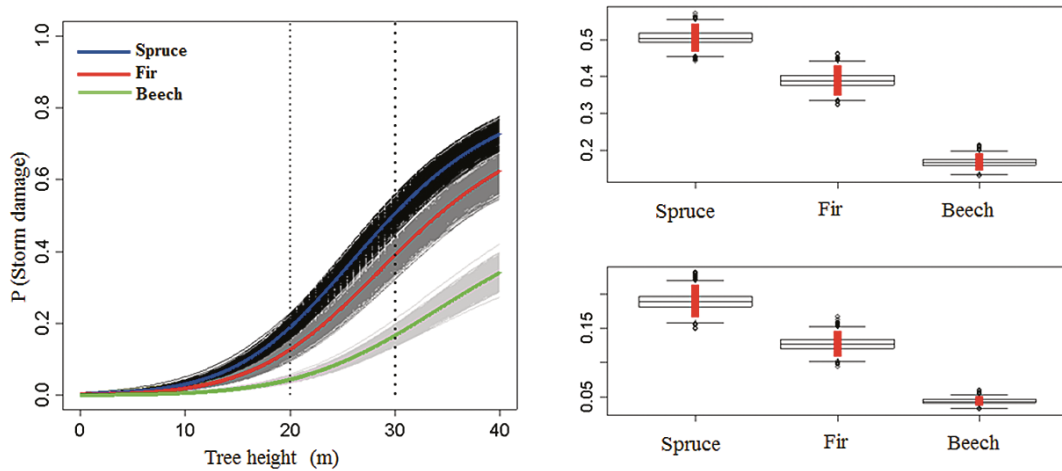 P (Storm damage)
1.0
0.8
0.6
0.4
0.2
0.0
Spruce
Fir
Beech
0 10 20 30 40
Tree height (m)
0.5
0.4
0.3
0.2
Spruce Fir Beech
0.15
0.05
Spruce Fir Beech